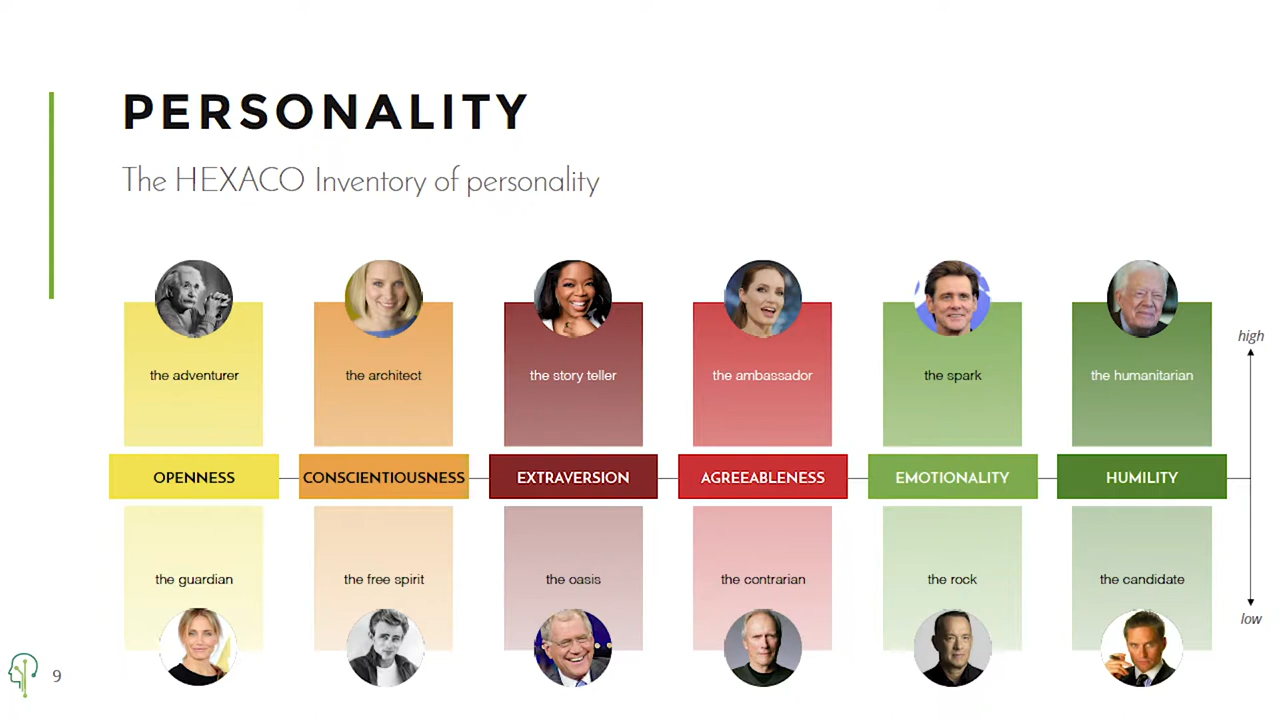 PERSONALITY
The HEXACO Inventory of personality
high
the adventurer
the architect
the story teller
the ambassador
the spark
the humanitarian
OPENNESS
CONSCIENTIOUSNESS
EXTRAVERSION
AGREEABLENESS
EMOTIONALITY
HUMILITY
the guardian
the free spirit
the oasis
the contrarian
the rock
the candidate
low
9